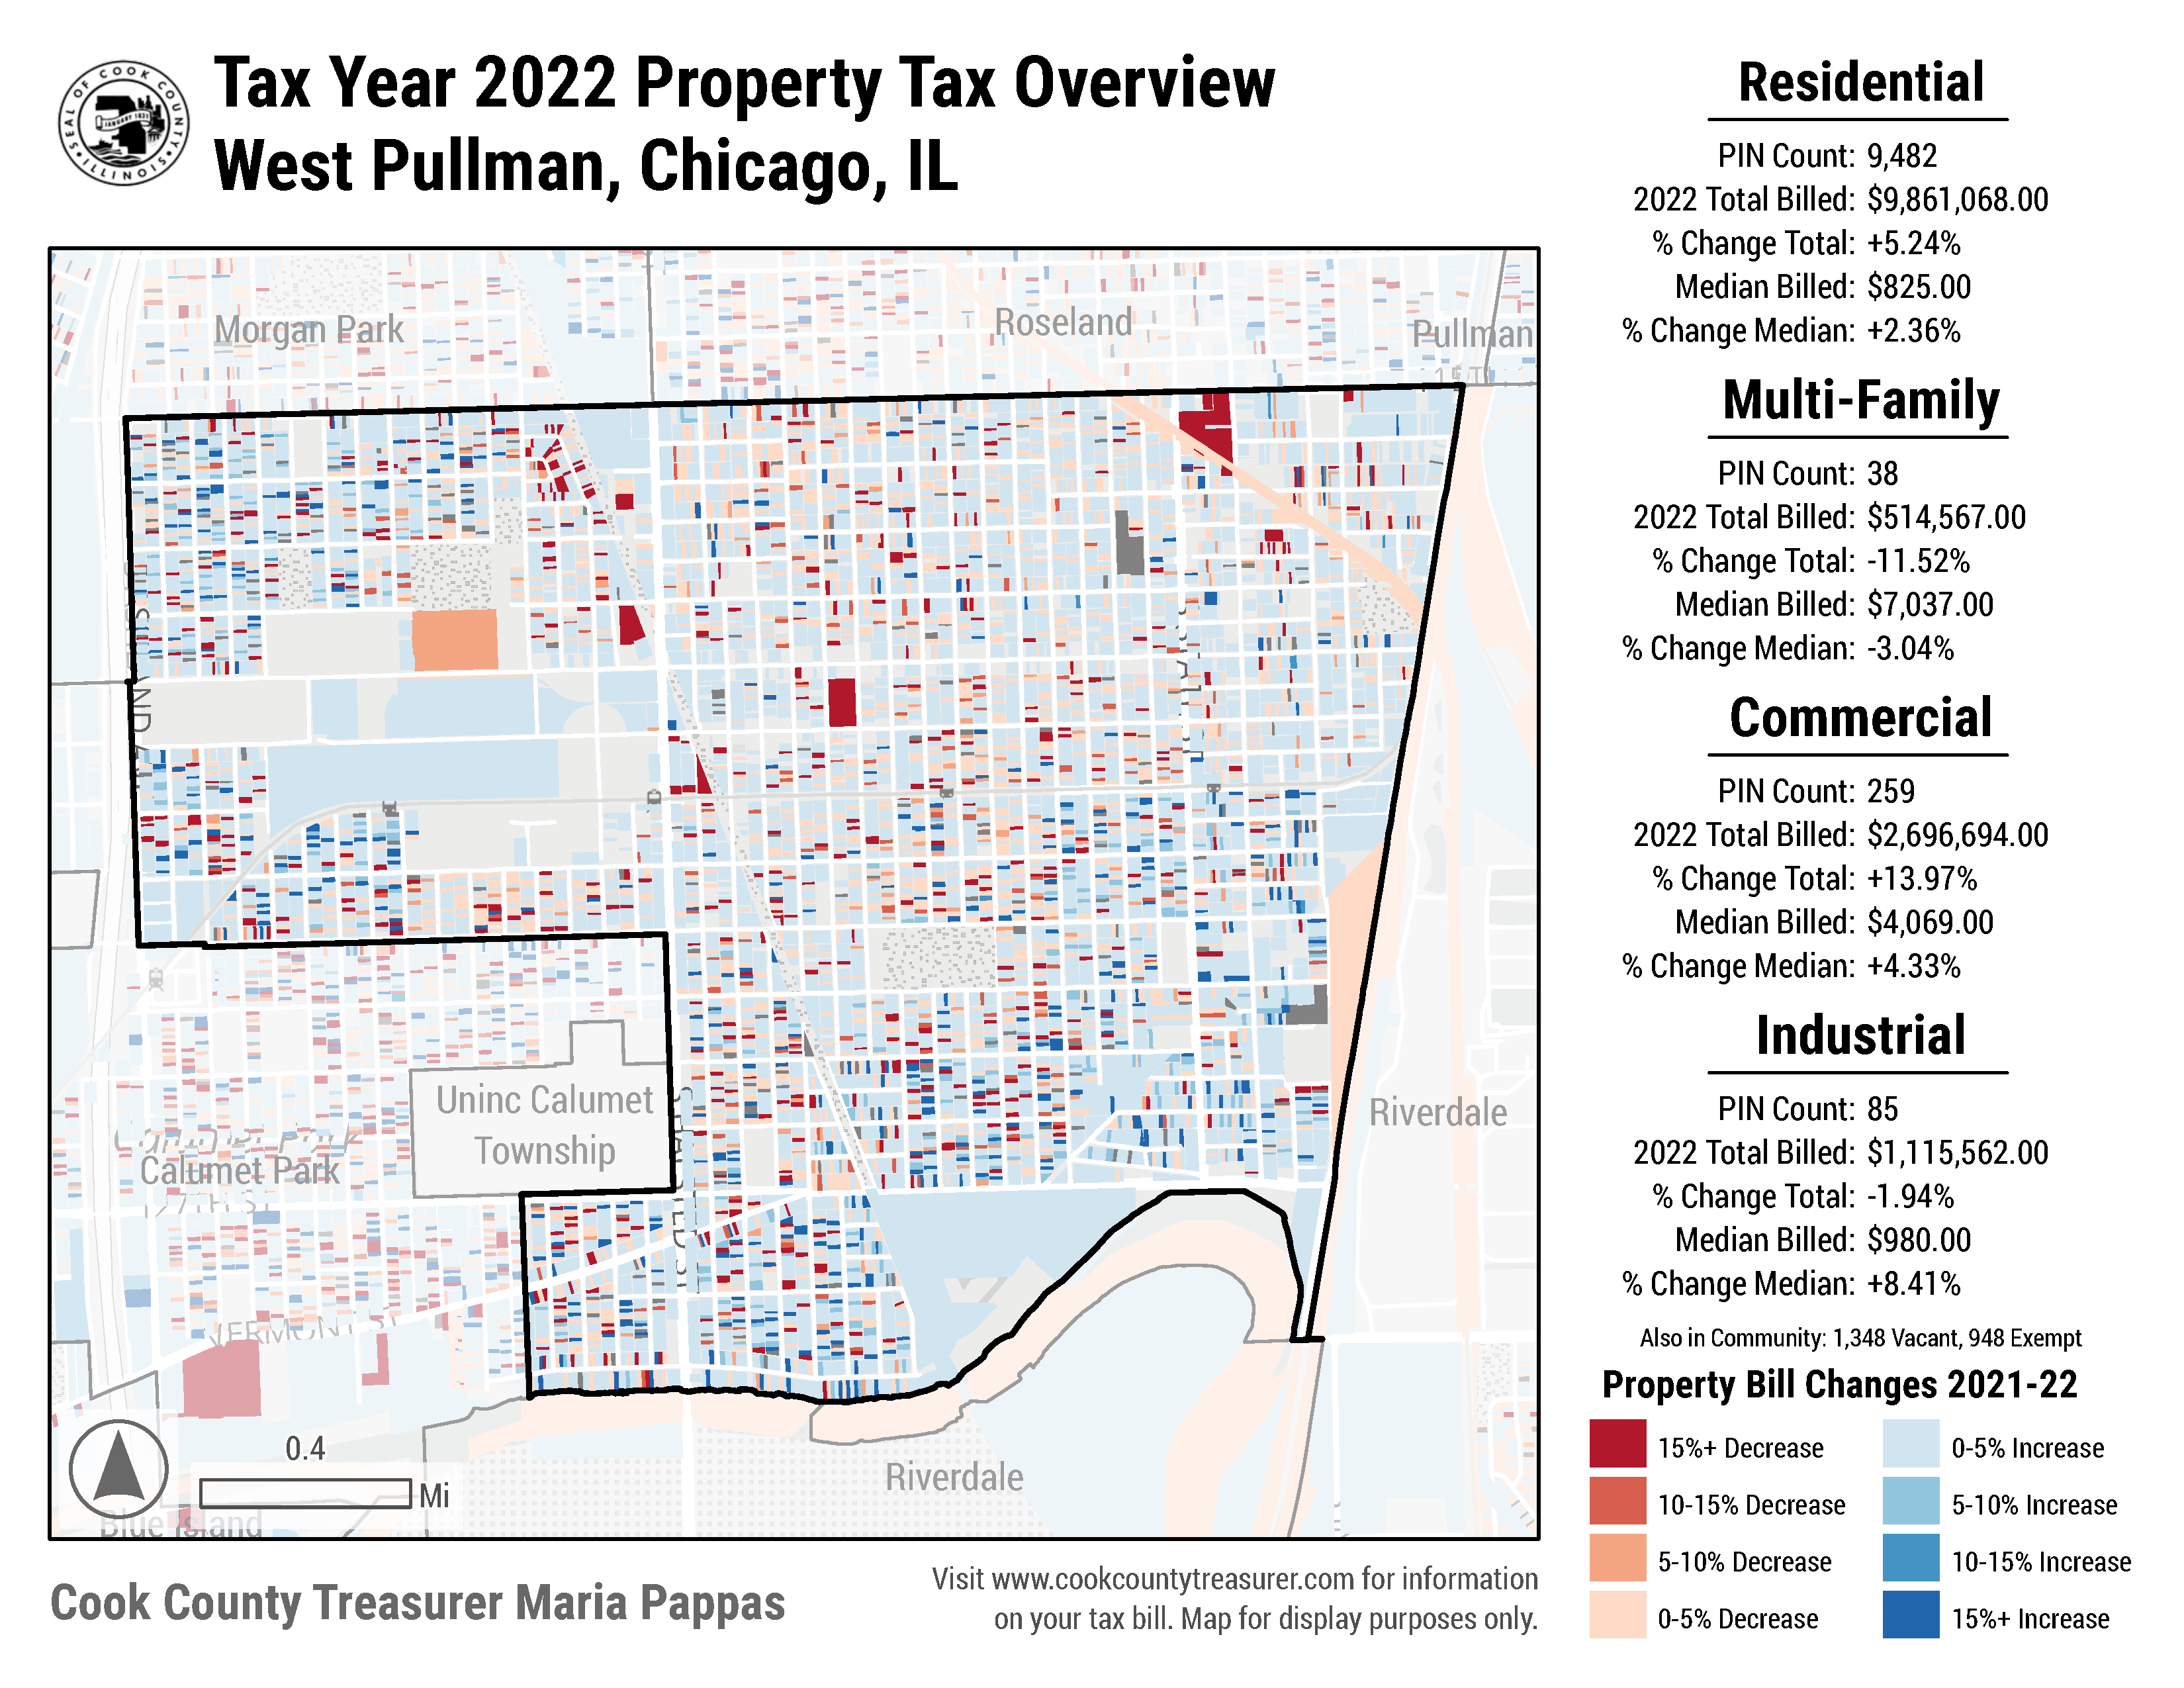 SEAL OF COOK COUNTY
ILLINOIS
JANUARY 1831
Tax Year 2022 Property Tax Overview
West Pullman, Chicago, IL
Morgan Park
Roseland
Pullman
Uninc Calumet
Township
Calumet Park
Calumet Park
127TH ST
VERMONT ST
Riverdale
Riverdale
Blue Island
0.4
Mi
Cook County Treasurer Maria Pappas
Visit www.cookcountytreasurer.com for information
on your tax bill. Map for display purposes only.
Residential
PIN Count: 9,482
2022 Total Billed: $9,861,068.00
% Change Total: +5.24%
Median Billed: $825.00
% Change Median: +2.36%
Multi-Family
PIN Count: 38
2022 Total Billed: $514,567.00
% Change Total: -11.52%
Median Billed: $7,037.00
% Change Median: -3.04%
Commercial
PIN Count: 259
2022 Total Billed: $2,696,694.00
% Change Total: +13.97%
Median Billed: $4,069.00
% Change Median: +4.33%
Industrial
PIN Count: 85
2022 Total Billed: $1,115,562.00
% Change Total: -1.94%
Median Billed: $980.00
% Change Median: +8.41%
Also in Community: 1,348 Vacant, 948 Exempt
Property Bill Changes 2021-22
15%+ Decrease
10-15% Decrease
5-10% Decrease
0-5% Decrease
0-5% Increase
5-10% Increase
10-15% Increase
15%+ Increase